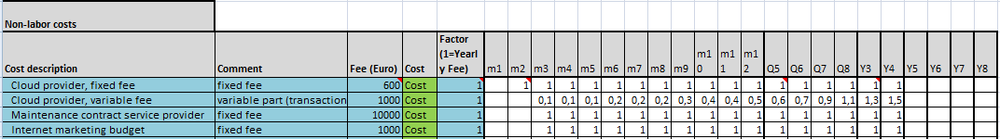 Non-labor costs
Factor
(1=Yearl
y Fee)
m1 m1 m1
Cost description Comment Fee (Euro) Cost m1 m2 m3 m4 m5 m6 m7 m8 m9 0 1 2 Q5 Q6 Q7 Q8 Y3 Y4 Y5 Y6 Y7 Y8
Cloud provider, fixed fee fixed fee 600 Cost 1 1 1 1 1 1 1 1 1 1 1 1 1 1 1 1 1 1
Cloud provider, variable fee variable part (transaction 1000 Cost 1 0,1 0,1 0,1 0,2 0,2 0,2 0,3 0,4 0,4 0,5 0,6 0,7 0,9 1,1 1,3 1,5
Maintenance contract service provider fixed fee 10000 Cost 1 1 1 1 1 1 1 1 1 1 1 1 1 1 1 1 1
Internet marketing budget fixed fee 1000 Cost 1 1 1 1 1 1 1 1 1 1 1 1 1 1 1 1 1